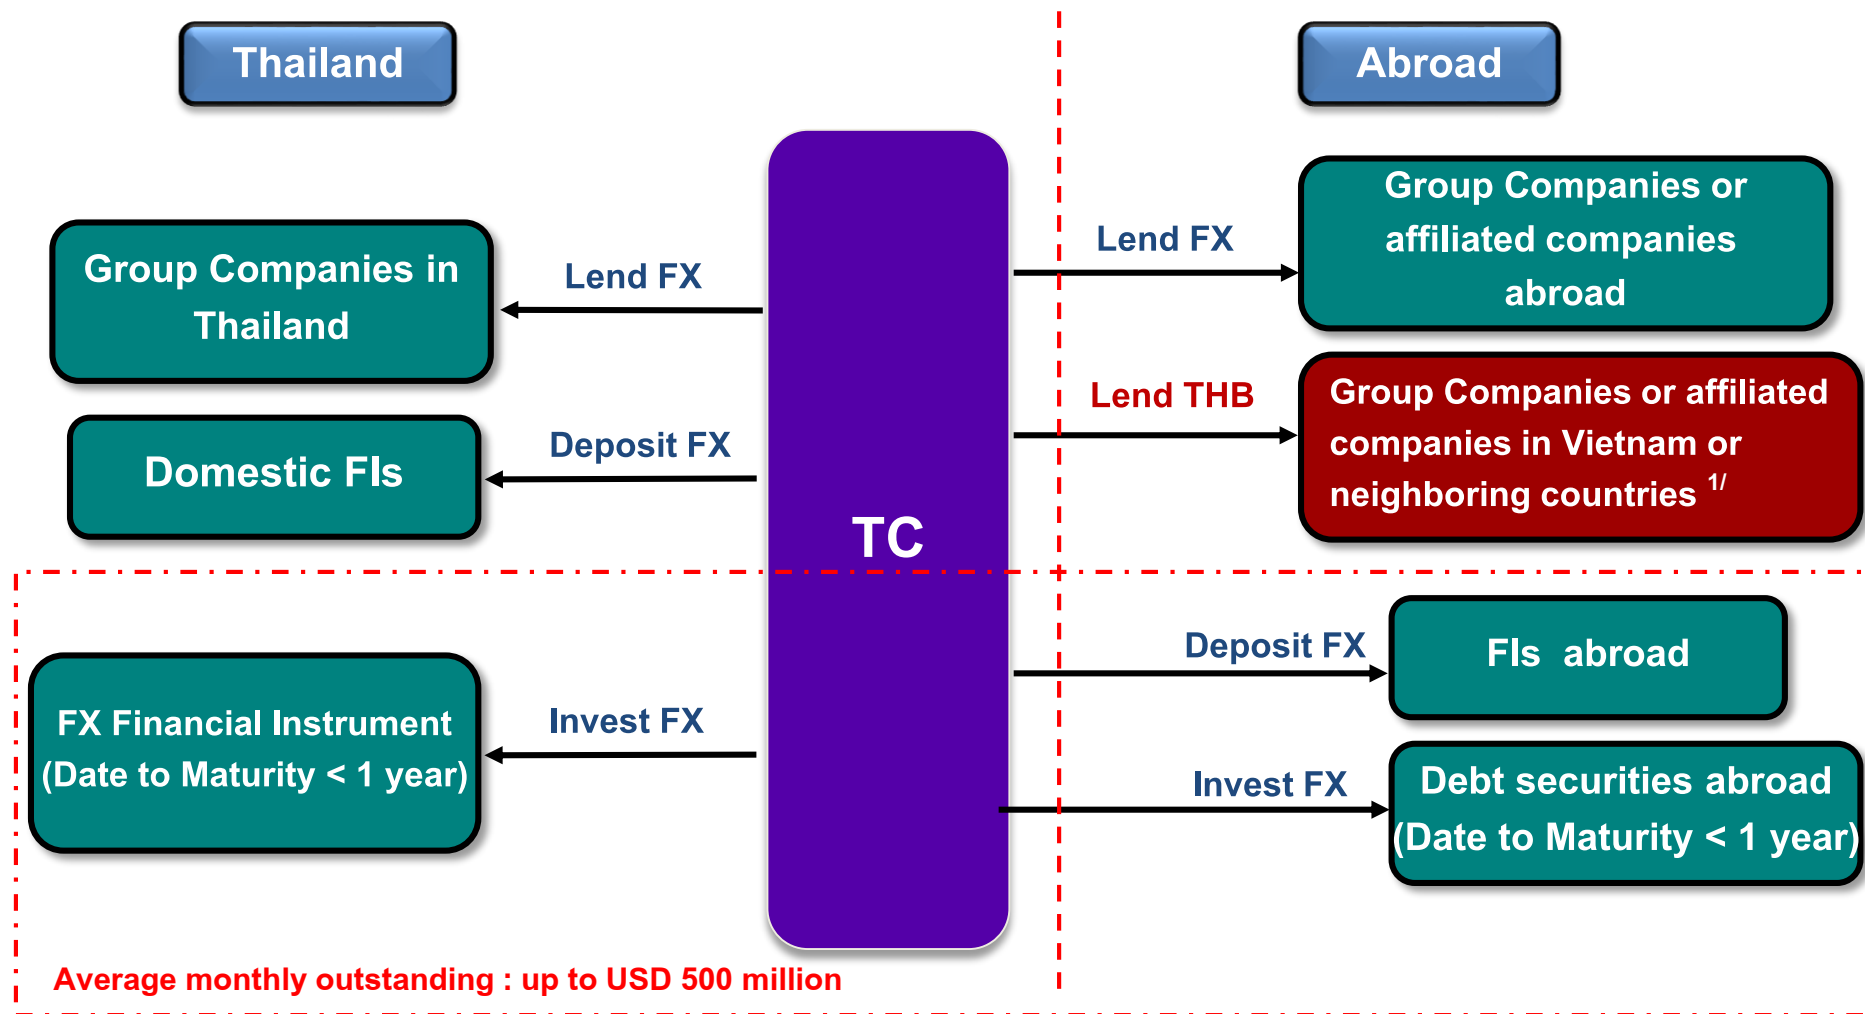 Thailand
Abroad
Group Companies in
Thailand
Lend FX
Domestic FIs
Deposit FX
TC
Lend FX
Group Companies or
affiliated companies
abroad
Lend THB
Group Companies or affiliated
companies in Vietnam or
neighboring countries 1/
FX Financial Instrument
(Date to Maturity < 1 year)
Invest FX
Deposit FX
FIs abroad
Invest FX
Debt securities abroad
(Date to Maturity < 1 year)
Average monthly outstanding : up to USD 500 million